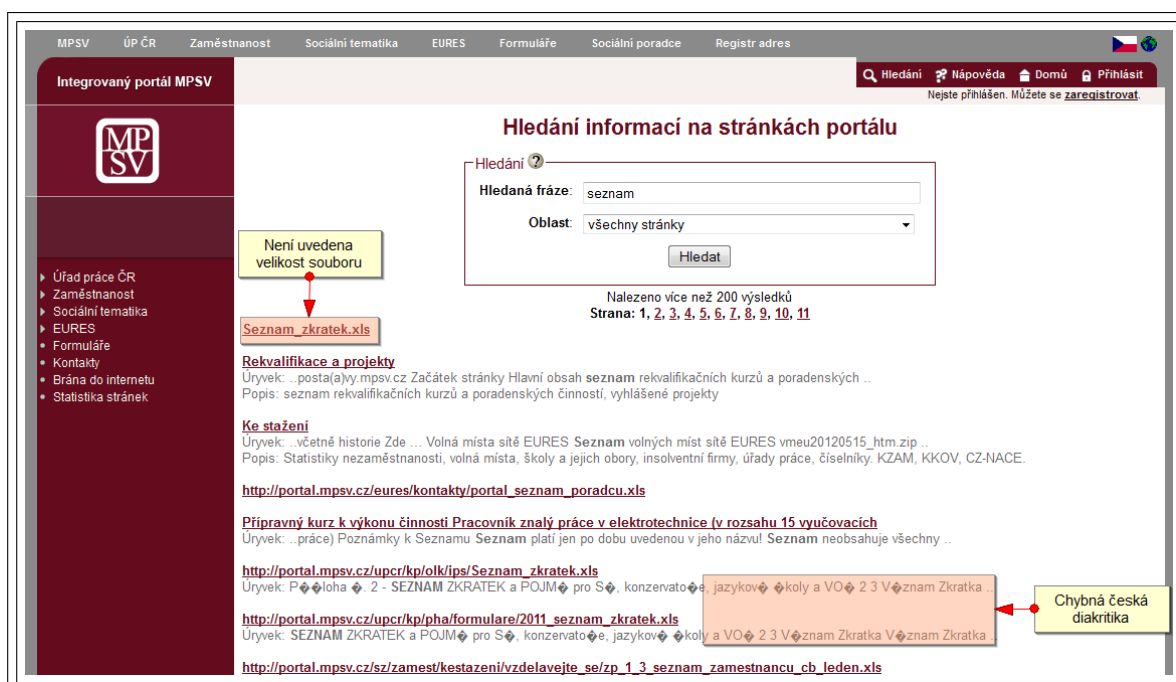 MPSV ÚP ČR Zaměstnanost Sociální tematika EURES Formuláře Sociální poradce Registr adres
Integrovaný portál MPSV
Hledání Nápověda Domů Přihlásit
Nejste přihlášen. Můžete se zaregistrovat.
MP
SV
Hledání informací na stránkách portálu
Hledání
Hledaná fráze: seznam
Oblast: všechny stránky
Hledat
Není uvedena
velikost souboru
Nalezeno více než 200 výsledků
Strana: 1, 2, 3, 4, 5, 6, 7, 8, 9, 10, 11
Úřad práce ČR
Zaměstnanost
Sociální tematika
EURES
Formuláře
Kontakty
Brána do internetu
Statistika stránek
Seznam_zkratek.xls
Rekvalifikace a projekty
Úryvek: ..posta(a)vy.mpsv.cz Začátek stránky Hlavní obsah seznam rekvalifikačních kurzů a poradenských ..
Popis: seznam rekvalifikačních kurzů a poradenských činností, vyhlášené projekty
Ke stažení
Úryvek: ..včetně historie Zde ... Volná místa sítě EURES Seznam volných míst sítě EURES vmeu20120515_htm.zip ..
Popis: Statistiky nezaměstnanosti, volná místa, školy a jejich obory, insolventní firmy, úřady práce, číselníky. KZAM, KKOV, CZ-NACE.
http://portal.mpsv.cz/eures/kontakty/portal_seznam_poradcu.xls
Přípravný kurz k výkonu činnosti Pracovník znalý práce v elektrotechnice (v rozsahu 15 vyučovacích
Úryvek: ..práce) Poznámky k Seznamu Seznam platí jen po dobu uvedenou v jeho názvu! Seznam neobsahuje všechny ..
http://portal.mpsv.cz/upcr/kp/olk/ips/Seznam_zkratek.xls
Úryvek: P��loha �. 2 - SEZNAM ZKRATEK a POJM� pro S�, konzervato�e, jazykov� �koly a VO� 2 3 V�znam Zkratka ..
http://portal.mpsv.cz/upcr/kp/pha/formulare/2011_seznam_zkratek.xls
Úryvek: SEZNAM ZKRATEK a POJM� pro S�, konzervato�e, jazykov� �koly a VO� 2 3 V�znam Zkratka V�znam Zkratka ..
Chybná česká
diakritika
http://portal.mpsv.cz/sz/zamest/kestazeni/vzdelavejte_se/zp_1_3_seznam_zamestnancu_cb_leden.xls